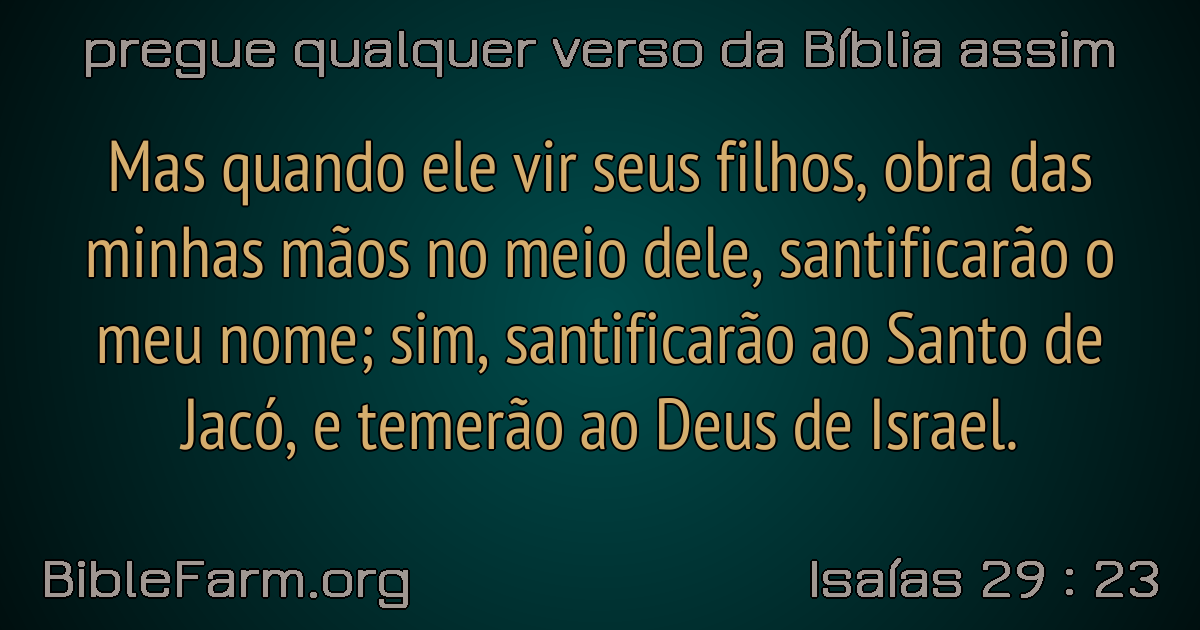 pregue qualquer verso da Bíblia assim
Mas quando ele vir seus filhos, obra das
minhas mãos no meio dele, santificarão o
meu nome; sim, santificarão ao Santo de
Jacó, e temerão ao Deus de Israel.
BibleFarm.org
Isaías 29 : 23